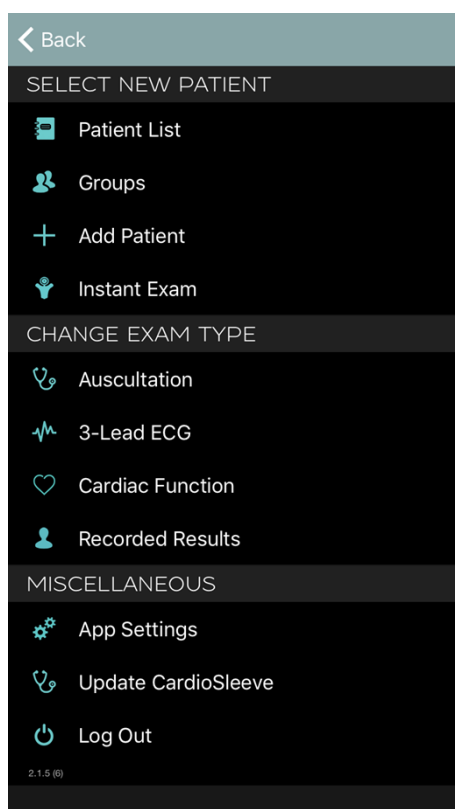 Back
SELECT NEW PATIENT
Patient List
Groups
Add Patient
Instant Exam
CHANGE EXAM TYPE
Auscultation
3-Lead ECG
Cardiac Function
Recorded Results
MISCELLANEOUS
App Settings
Update CardioSleeve
Log Out
2.1.5 (6)